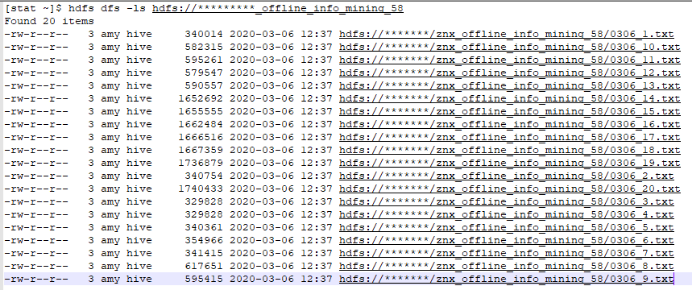 [stat ~]$ hdfs dfs -ls hdfs://*********_offline_info_mining_58
Found 20 items
-rw-r--r--   3 amy hive     340014 2020-03-06 12:37 hdfs://*******/znx_offline_info_mining_58/0306_1.txt
-rw-r--r--   3 amy hive     582315 2020-03-06 12:37 hdfs://*******/znx_offline_info_mining_58/0306_10.txt
-rw-r--r--   3 amy hive     595261 2020-03-06 12:37 hdfs://*******/znx_offline_info_mining_58/0306_11.txt
-rw-r--r--   3 amy hive     579547 2020-03-06 12:37 hdfs://*******/znx_offline_info_mining_58/0306_12.txt
-rw-r--r--   3 amy hive     590557 2020-03-06 12:37 hdfs://*******/znx_offline_info_mining_58/0306_13.txt
-rw-r--r--   3 amy hive    1652692 2020-03-06 12:37 hdfs://*******/znx_offline_info_mining_58/0306_14.txt
-rw-r--r--   3 amy hive    1655555 2020-03-06 12:37 hdfs://*******/znx_offline_info_mining_58/0306_15.txt
-rw-r--r--   3 amy hive    1662484 2020-03-06 12:37 hdfs://*******/znx_offline_info_mining_58/0306_16.txt
-rw-r--r--   3 amy hive    1666516 2020-03-06 12:37 hdfs://*******/znx_offline_info_mining_58/0306_17.txt
-rw-r--r--   3 amy hive    1667359 2020-03-06 12:37 hdfs://*******/znx_offline_info_mining_58/0306_18.txt
-rw-r--r--   3 amy hive    1736879 2020-03-06 12:37 hdfs://*******/znx_offline_info_mining_58/0306_19.txt
-rw-r--r--   3 amy hive     340754 2020-03-06 12:37 hdfs://*******/znx_offline_info_mining_58/0306_2.txt
-rw-r--r--   3 amy hive    1740433 2020-03-06 12:37 hdfs://*******/znx_offline_info_mining_58/0306_20.txt
-rw-r--r--   3 amy hive     329828 2020-03-06 12:37 hdfs://*******/znx_offline_info_mining_58/0306_3.txt
-rw-r--r--   3 amy hive     329828 2020-03-06 12:37 hdfs://*******/znx_offline_info_mining_58/0306_4.txt
-rw-r--r--   3 amy hive     340361 2020-03-06 12:37 hdfs://*******/znx_offline_info_mining_58/0306_5.txt
-rw-r--r--   3 amy hive     354966 2020-03-06 12:37 hdfs://*******/znx_offline_info_mining_58/0306_6.txt
-rw-r--r--   3 amy hive     341415 2020-03-06 12:37 hdfs://*******/znx_offline_info_mining_58/0306_7.txt
-rw-r--r--   3 amy hive     617651 2020-03-06 12:37 hdfs://*******/znx_offline_info_mining_58/0306_8.txt
-rw-r--r--   3 amy hive     595415 2020-03-06 12:37 hdfs://*******/znx_offline_info_mining_58/0306_9.txt